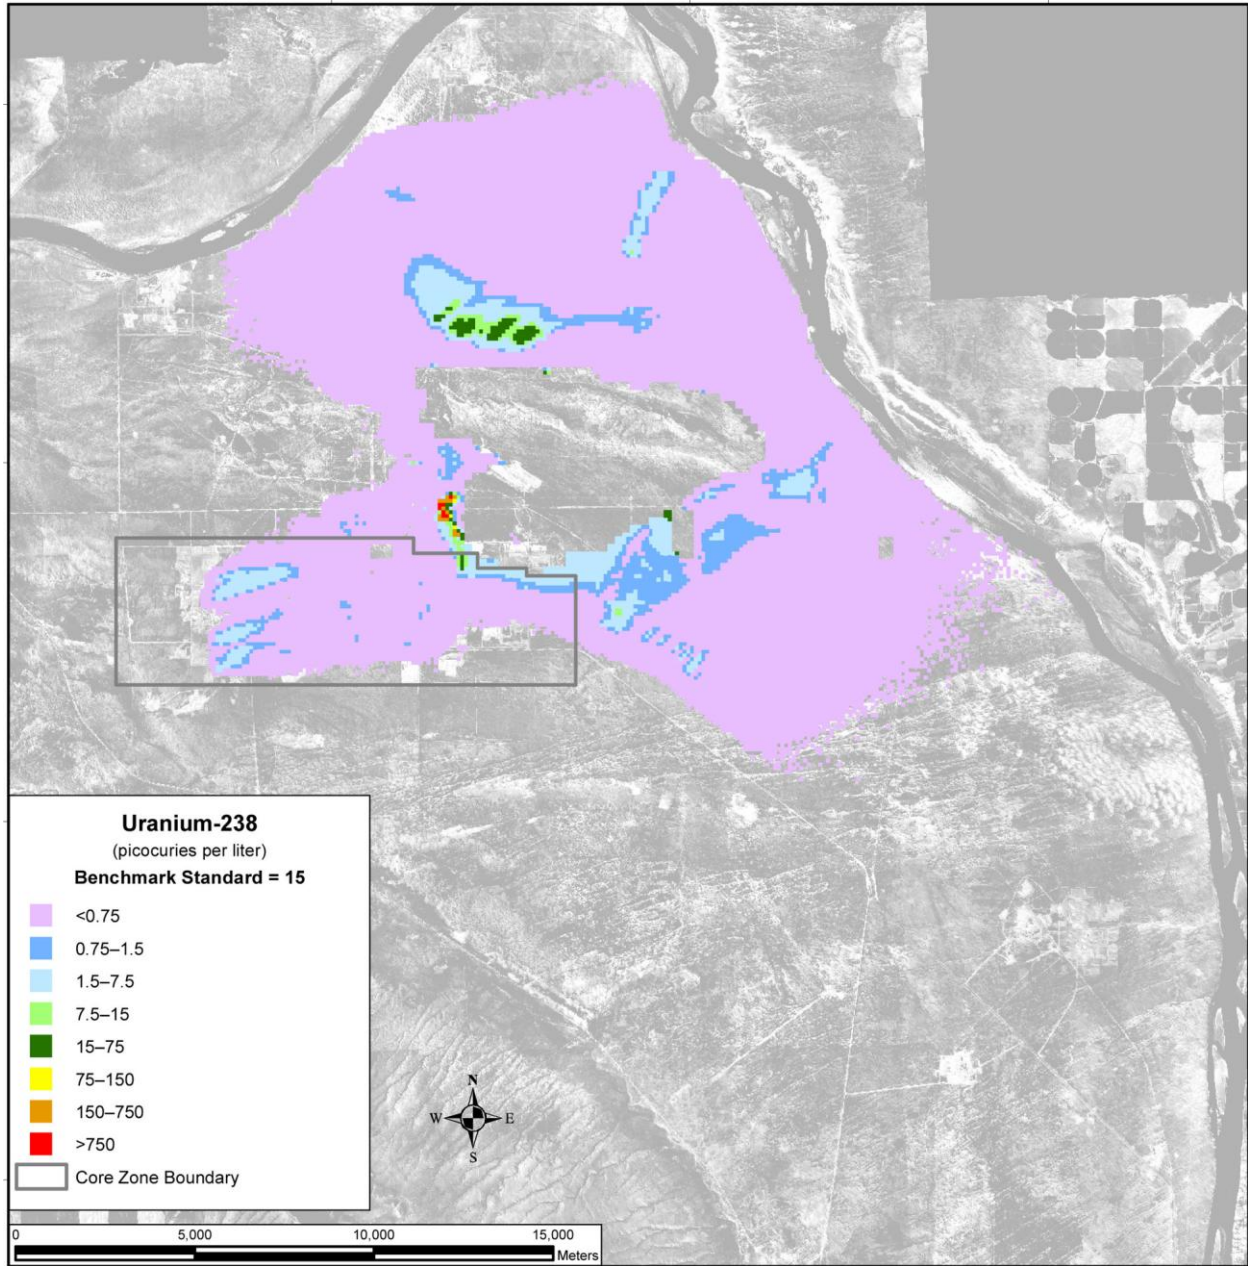 Uranium-238
(picocuries per liter)
Benchmark Standard = 15
<0.75
0.75–1.5
1.5–7.5
7.5–15
15–75
75–150
150–750
>750
Core Zone Boundary
N
W E
S
0 5,000 10,000 15,000
Meters